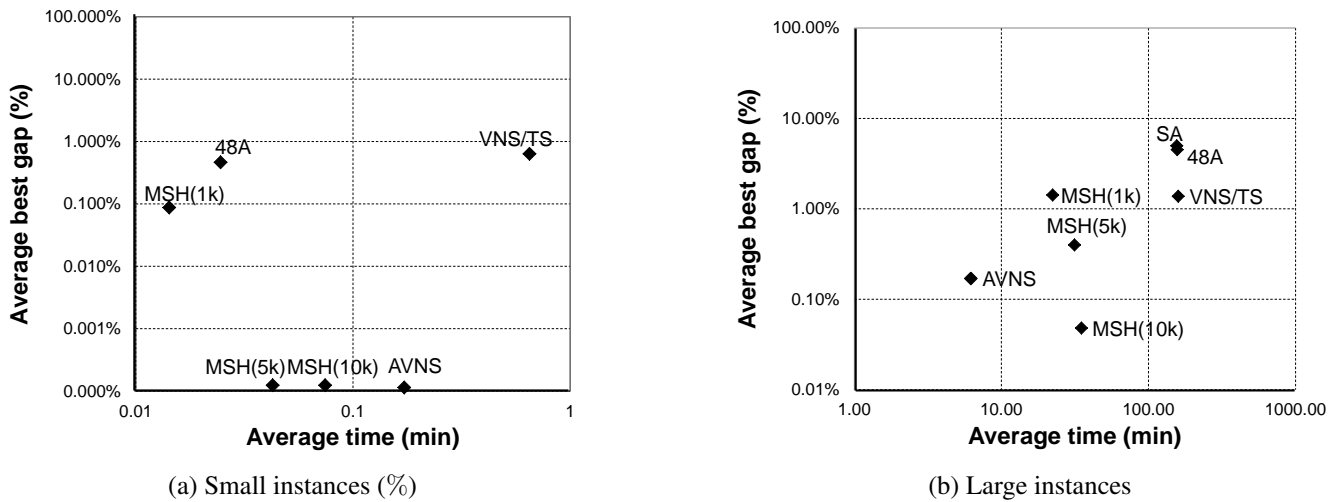 100.000%
10.000%
1.000%
0.100%
0.010%
0.001%
0.000%
Average best gap (%)
48A
VNS/TS
MSH(1k)
MSH(5k)
MSH(10k)
AVNS
0.01
0.1
1
Average time (min)
(a) Small instances (%)
100.00%
10.00%
1.00%
0.10%
0.01%
Average best gap (%)
SA
48A
MSH(1k)
VNS/TS
MSH(5k)
AVNS
MSH(10k)
1.00
10.00
100.00
1000.00
Average time (min)
(b) Large instances